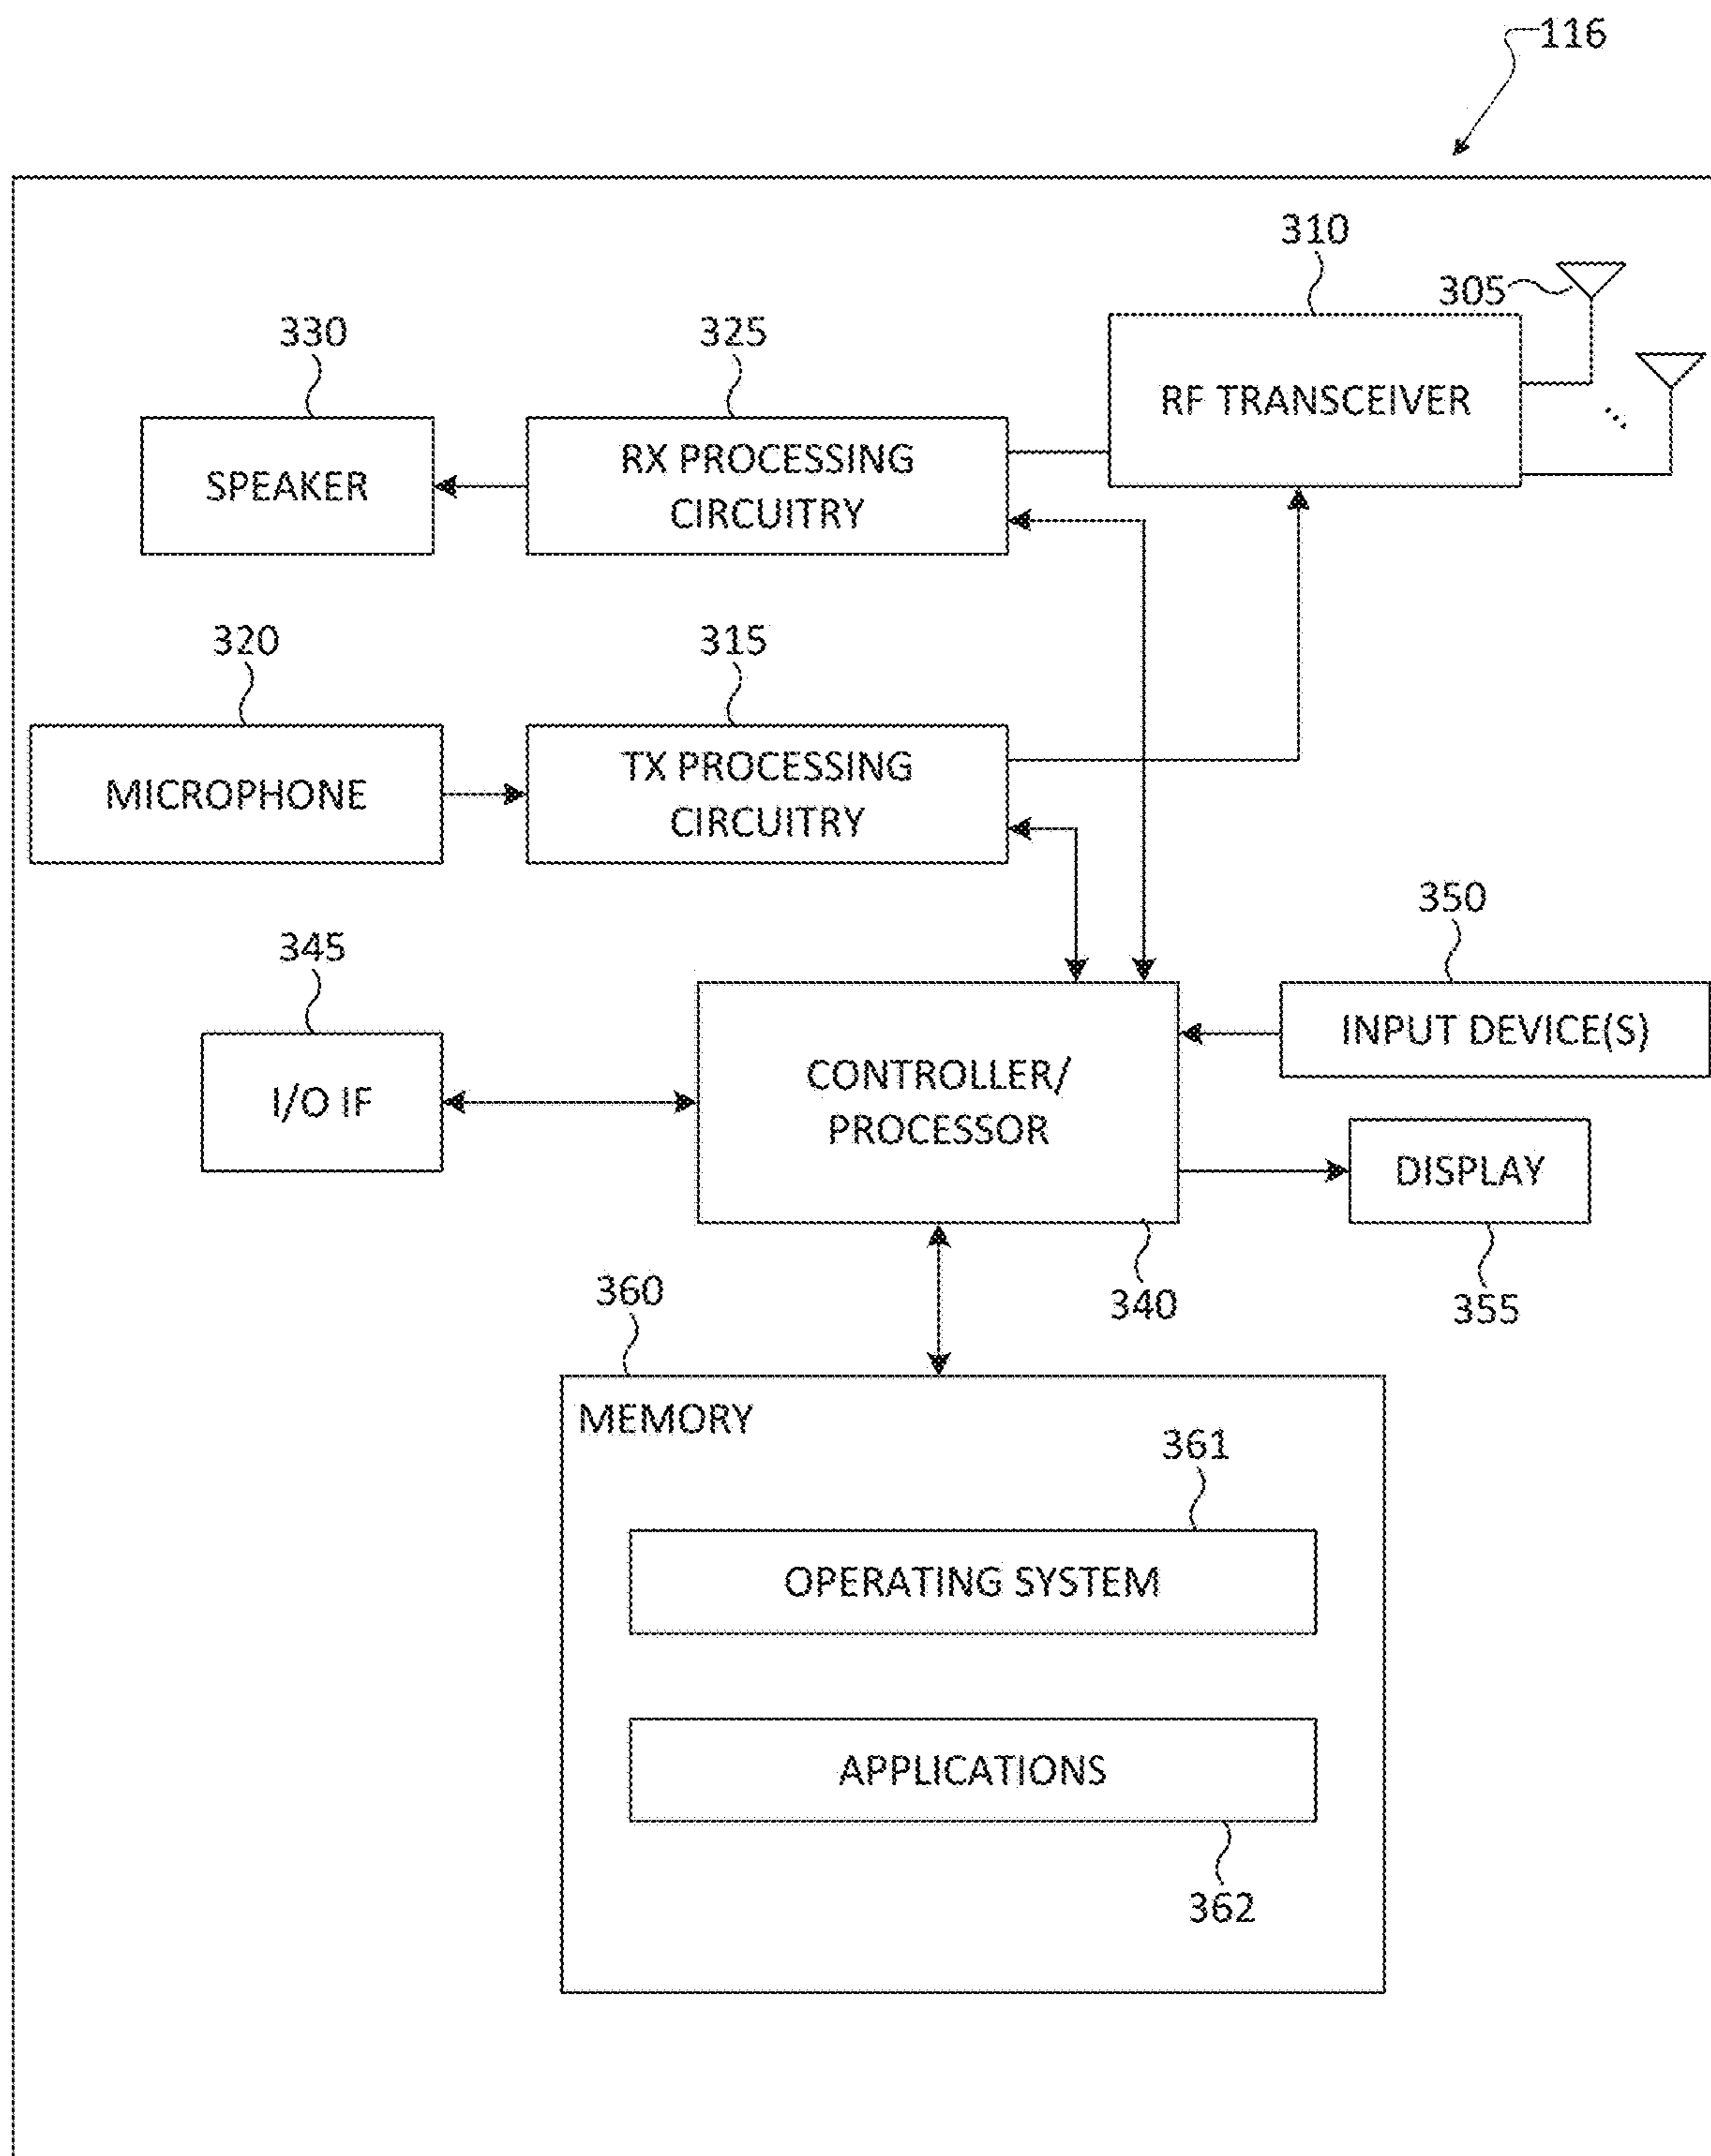 116
310
305
330
325
RF TRANSCEIVER
SPEAKER
RX PROCESSING
CIRCUITRY
320
315
MICROPHONE
TX PROCESSING
CIRCUITRY
350
345
INPUT DEVICE(S)
I/O IF
CONTROLLER/
PROCESSOR
DISPLAY
360
340
355
MEMORY
361
OPERATING SYSTEM
APPLICATIONS
362